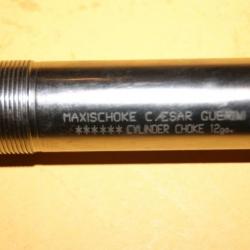 MAXISCHOKE CÆSAR GUERINI
****** CYLINDER CHOKE 12ga.